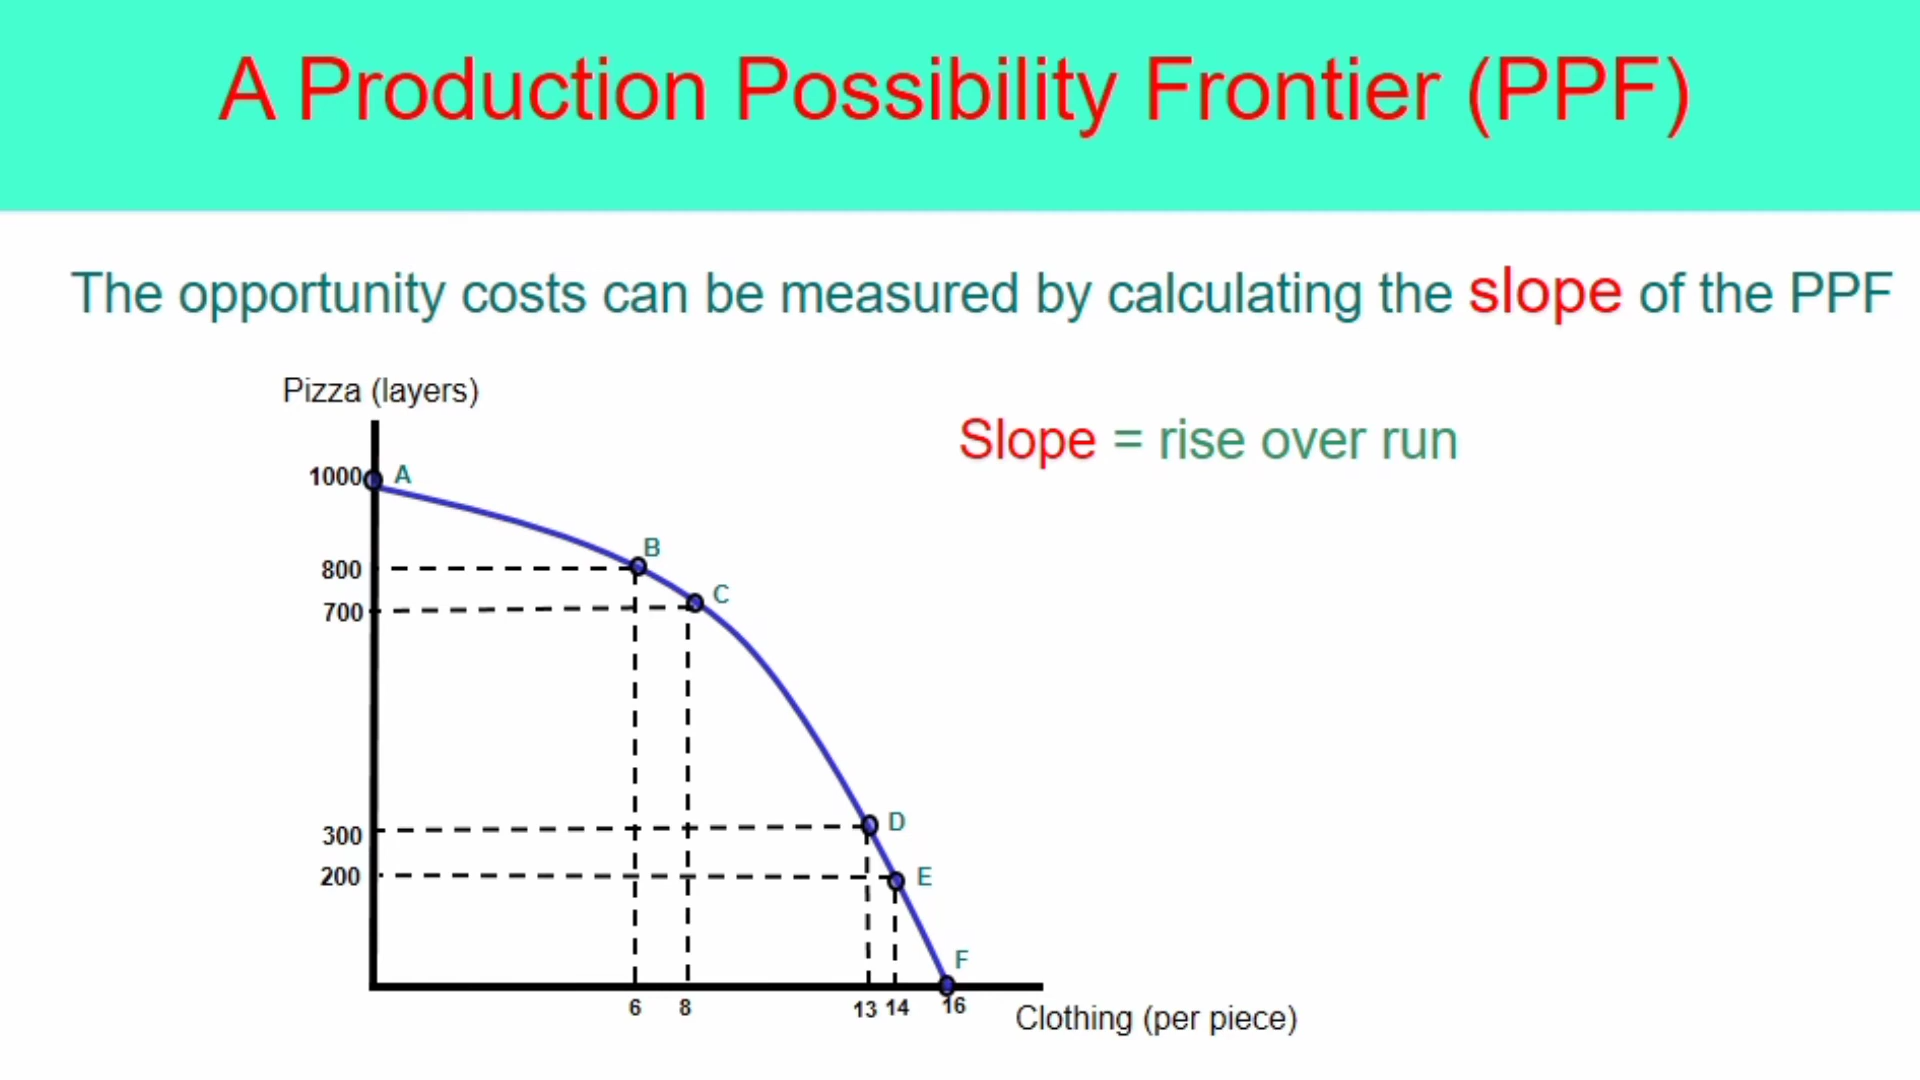 A Production Possibility Frontier (PPF)
The opportunity costs can be measured by calculating the slope of the PPF
Pizza (layers)
Slope = rise over run
1000 A
B
800
C
700
D
300
E
200
F
6 8 13 14 16
Clothing (per piece)